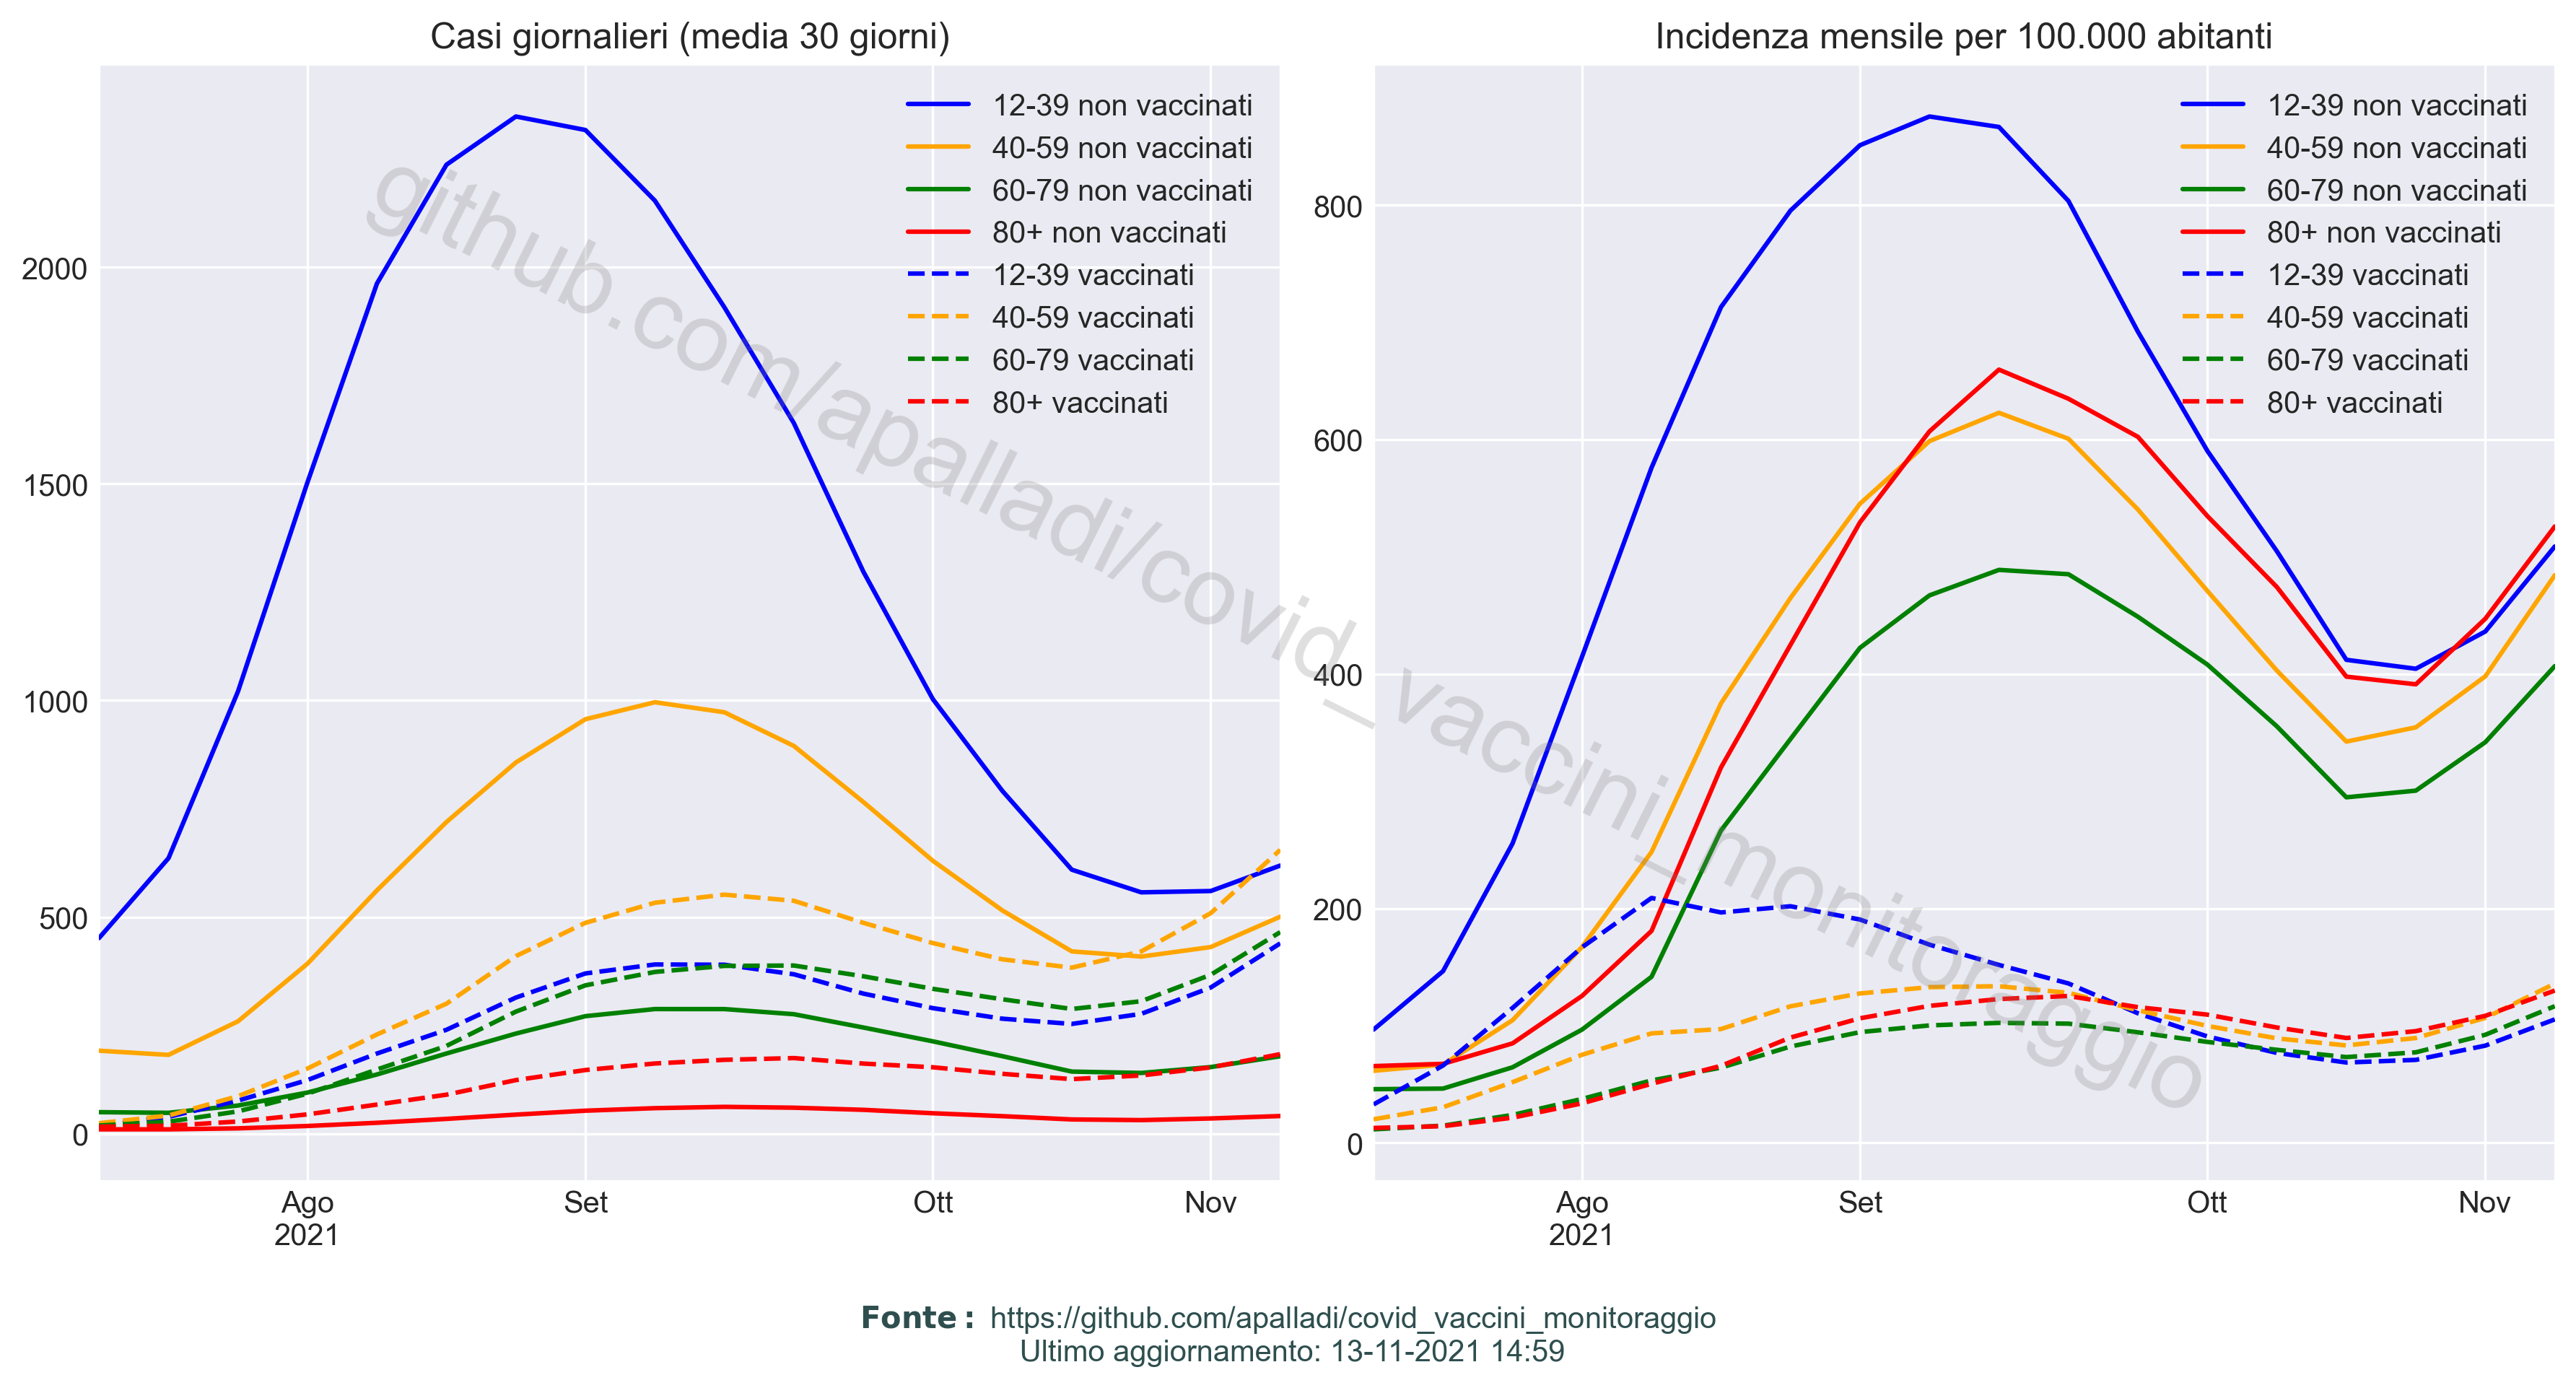 Casi giornalieri (media 30 giorni)
2000
1500
1000
500
0
Ago
2021
Set
Ott
Nov
12-39 non vaccinati
40-59 non vaccinati
60-79 non vaccinati
80+ non vaccinati
12-39 vaccinati
40-59 vaccinati
60-79 vaccinati
80+ vaccinati
Incidenza mensile per 100.000 abitanti
800
600
400
200
0
Ago
2021
Set
Ott
Nov
12-39 non vaccinati
40-59 non vaccinati
60-79 non vaccinati
80+ non vaccinati
12-39 vaccinati
40-59 vaccinati
60-79 vaccinati
80+ vaccinati
github.com/apalladi/covid_vaccini_monitoraggio
Fonte: https://github.com/apalladi/covid_vaccini_monitoraggio
Ultimo aggiornamento: 13-11-2021 14:59